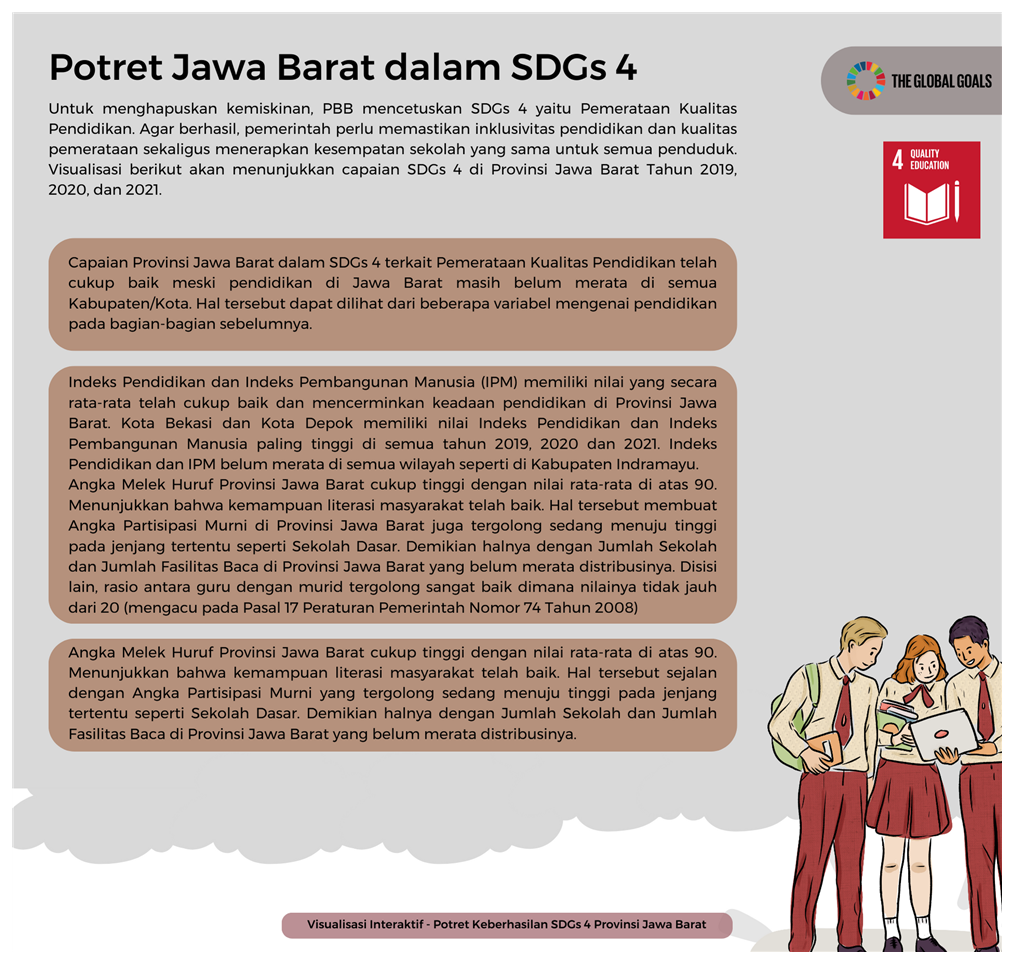 Potret Jawa Barat dalam SDGs 4
THE GLOBAL GOALS
Untuk menghapuskan kemiskinan, PBB mencetuskan SDGs 4 yaitu Pemerataan Kualitas
Pendidikan. Agar berhasil, pemerintah perlu memastikan inklusivitas pendidikan dan kualitas
pemerataan sekaligus menerapkan kesempatan sekolah yang sama untuk semua penduduk.
Visualisasi berikut akan menunjukkan capaian SDGs 4 di Provinsi Jawa Barat Tahun 2019,
2020, dan 2021.
4 QUALITY
EDUCATION
Capaian Provinsi Jawa Barat dalam SDGs 4 terkait Pemerataan Kualitas Pendidikan telah
cukup baik meski pendidikan di Jawa Barat masih belum merata di semua
Kabupaten/Kota. Hal tersebut dapat dilihat dari beberapa variabel mengenai pendidikan
pada bagian-bagian sebelumnya.
Indeks Pendidikan dan Indeks Pembangunan Manusia (IPM) memiliki nilai yang secara
rata-rata telah cukup baik dan mencerminkan keadaan pendidikan di Provinsi Jawa
Barat. Kota Bekasi dan Kota Depok memiliki nilai Indeks Pendidikan dan Indeks
Pembangunan Manusia paling tinggi di semua tahun 2019, 2020 dan 2021. Indeks
Pendidikan dan IPM belum merata di semua wilayah seperti di Kabupaten Indramayu.
Angka Melek Huruf Provinsi Jawa Barat cukup tinggi dengan nilai rata-rata di atas 90.
Menunjukkan bahwa kemampuan literasi masyarakat telah baik. Hal tersebut membuat
Angka Partisipasi Murni di Provinsi Jawa Barat juga tergolong sedang menuju tinggi
pada jenjang tertentu seperti Sekolah Dasar. Demikian halnya dengan Jumlah Sekolah
dan Jumlah Fasilitas Baca di Provinsi Jawa Barat yang belum merata distribusinya. Disisi
lain, rasio antara guru dengan murid tergolong sangat baik dimana nilainya tidak jauh
dari 20 (mengacu pada Pasal 17 Peraturan Pemerintah Nomor 74 Tahun 2008)
Angka Melek Huruf Provinsi Jawa Barat cukup tinggi dengan nilai rata-rata di atas 90.
Menunjukkan bahwa kemampuan literasi masyarakat telah baik. Hal tersebut sejalan
dengan Angka Partisipasi Murni yang tergolong sedang menuju tinggi pada jenjang
tertentu seperti Sekolah Dasar. Demikian halnya dengan Jumlah Sekolah dan Jumlah
Fasilitas Baca di Provinsi Jawa Barat yang belum merata distribusinya.
Visualisasi Interaktif - Potret Keberhasilan SDGs 4 Provinsi Jawa Barat